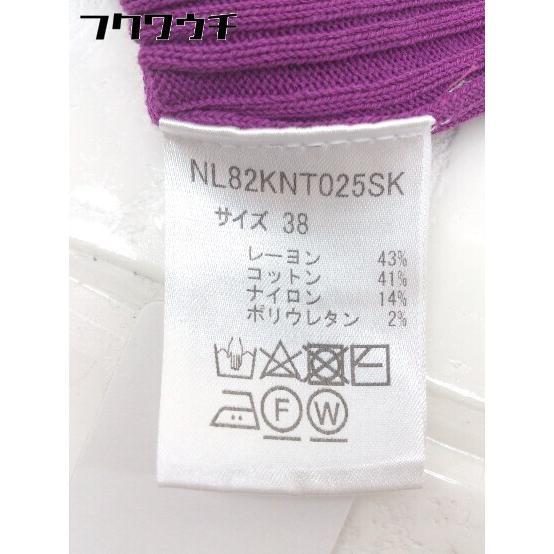 フクワウチ
NL82KNT025SK
サイズ 38
レーヨン 43%
コットン 41%
ナイロン 14%
ポリウレタン 2%
F W